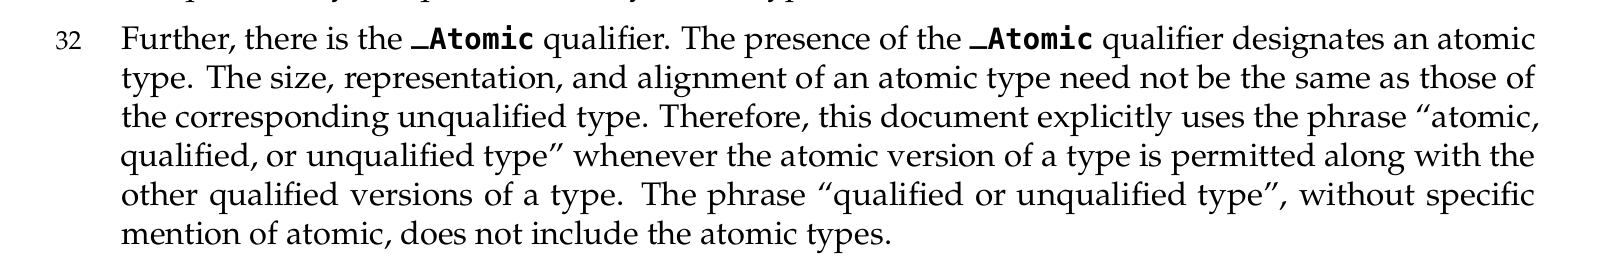 32 Further, there is the _Atomic qualifier. The presence of the _Atomic qualifier designates an atomic
type. The size, representation, and alignment of an atomic type need not be the same as those of
the corresponding unqualified type. Therefore, this document explicitly uses the phrase “atomic,
qualified, or unqualified type” whenever the atomic version of a type is permitted along with the
other qualified versions of a type. The phrase “qualified or unqualified type”, without specific
mention of atomic, does not include the atomic types.